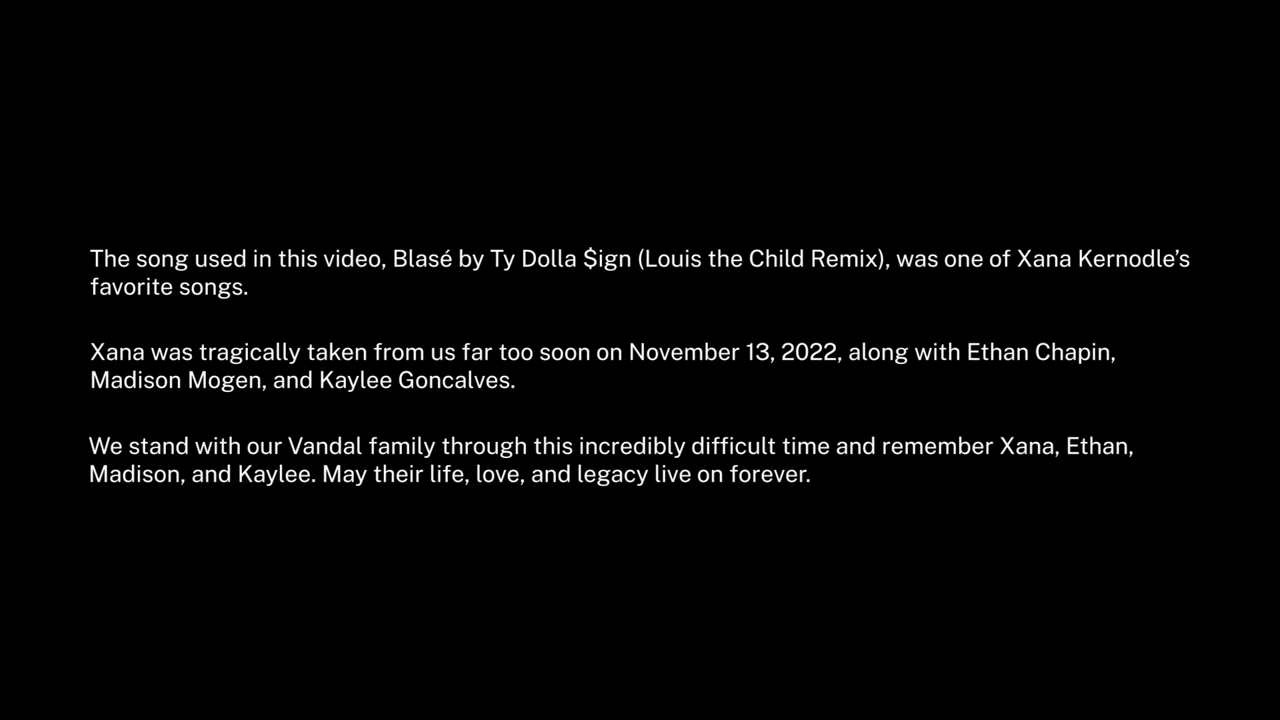 The song used in this video, Blasé by Ty Dolla $ign (Louis the Child Remix), was one of Xana Kernodle’s
favorite songs.
Xana was tragically taken from us far too soon on November 13, 2022, along with Ethan Chapin,
Madison Mogen, and Kaylee Goncalves.
We stand with our Vandal family through this incredibly difficult time and remember Xana, Ethan,
Madison, and Kaylee. May their life, love, and legacy live on forever.